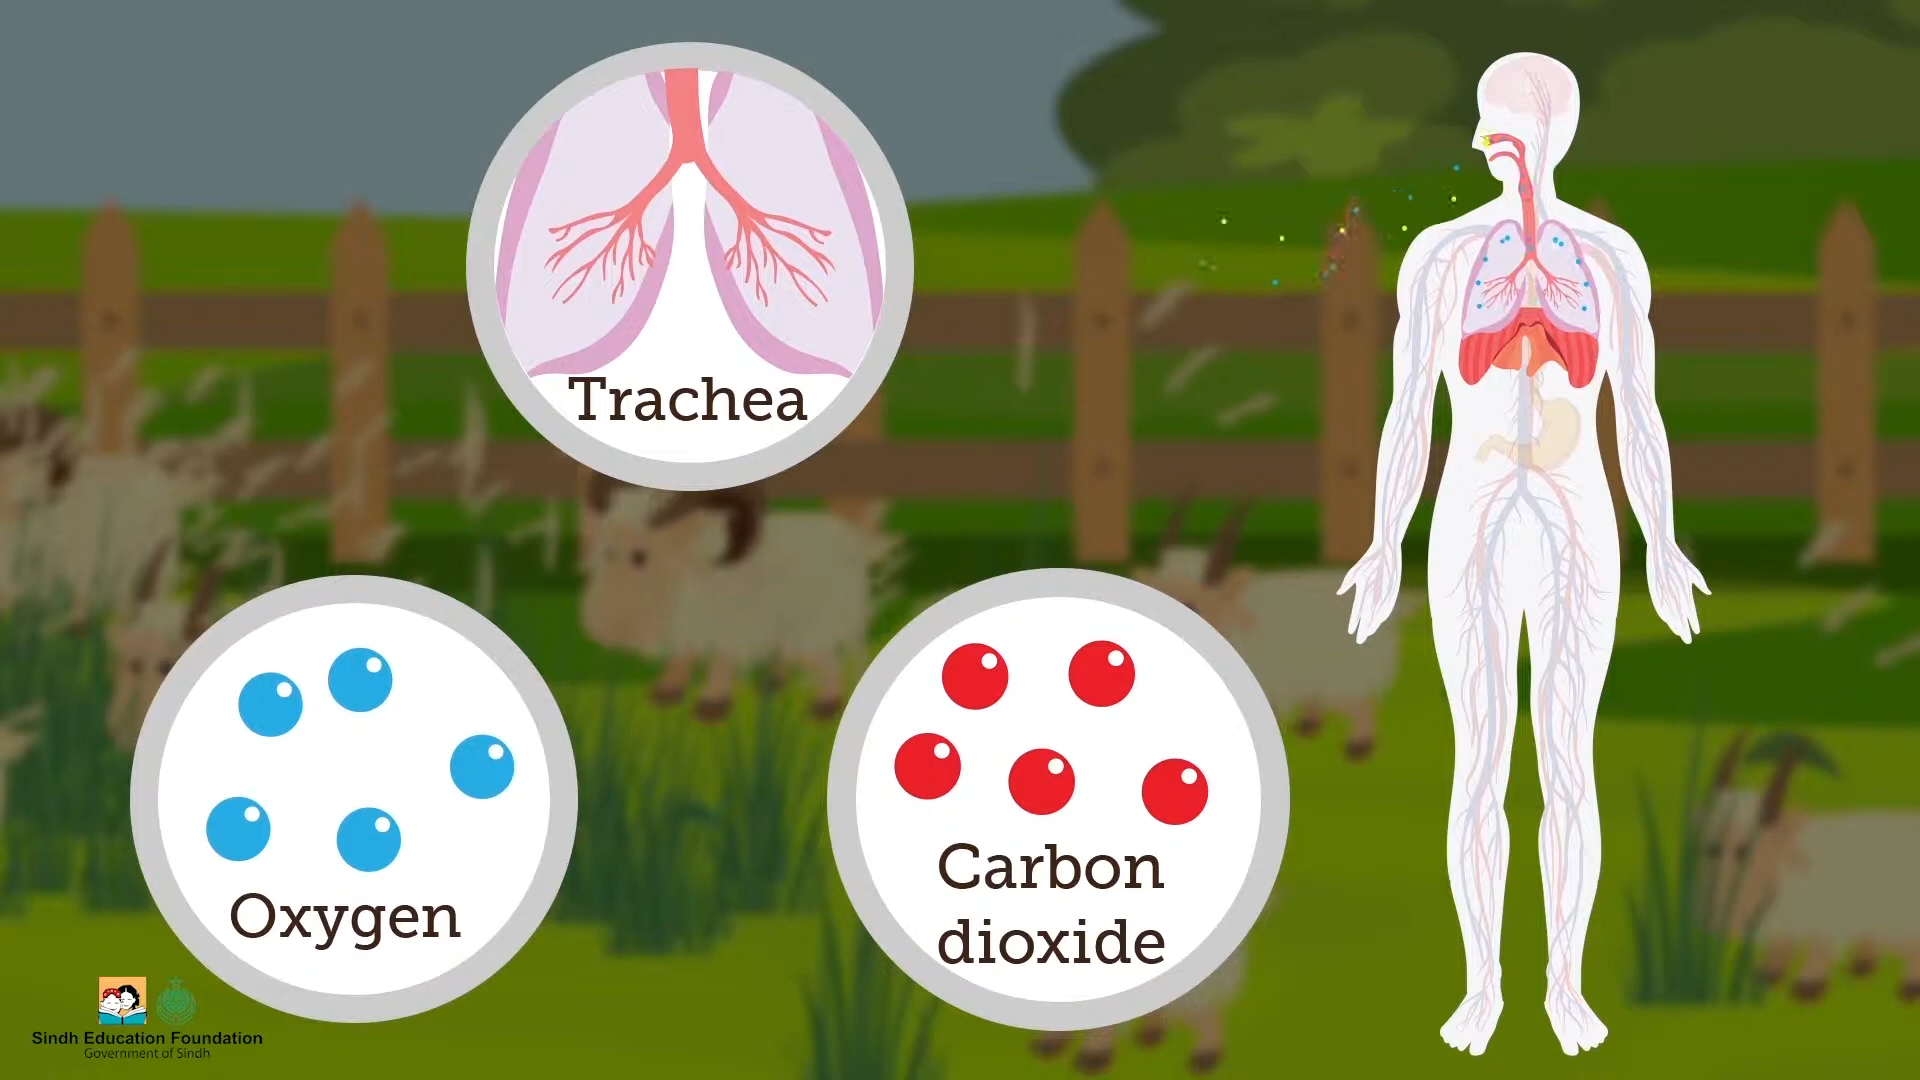 Trachea
Oxygen
Carbon
dioxide
Sindh Education Foundation
Government of Sindh